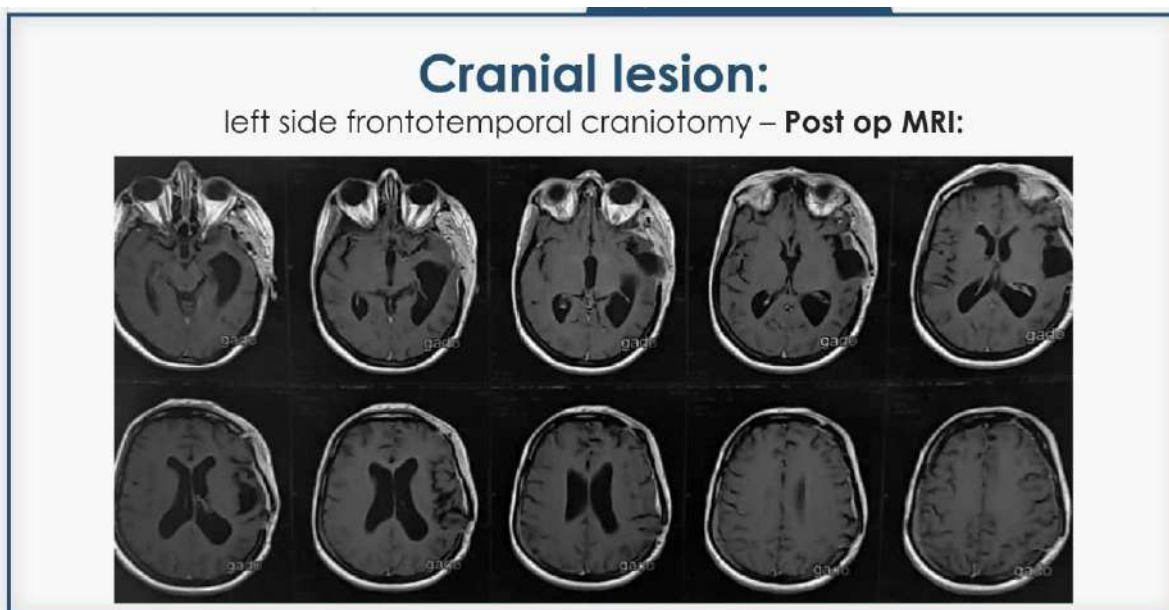 Cranial lesion:
left side frontotemporal craniotomy – Post op MRI:
gado
gado
gado
gado
gado
gado
gado
gado
gado
gado